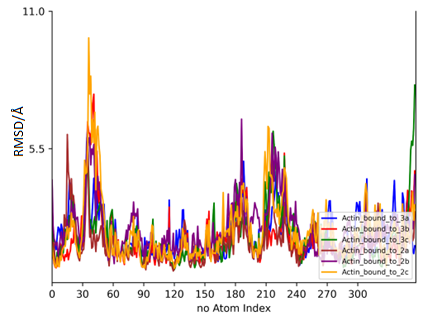 11.0
RMSD/Å
5.5
Actin_bound_to_3a
Actin_bound_to_3b
Actin_bound_to_3c
Actin_bound_to_2a
Actin_bound_to_2b
Actin_bound_to_2c
0 30 60 90 120 150 180 210 240 270 300
no Atom Index